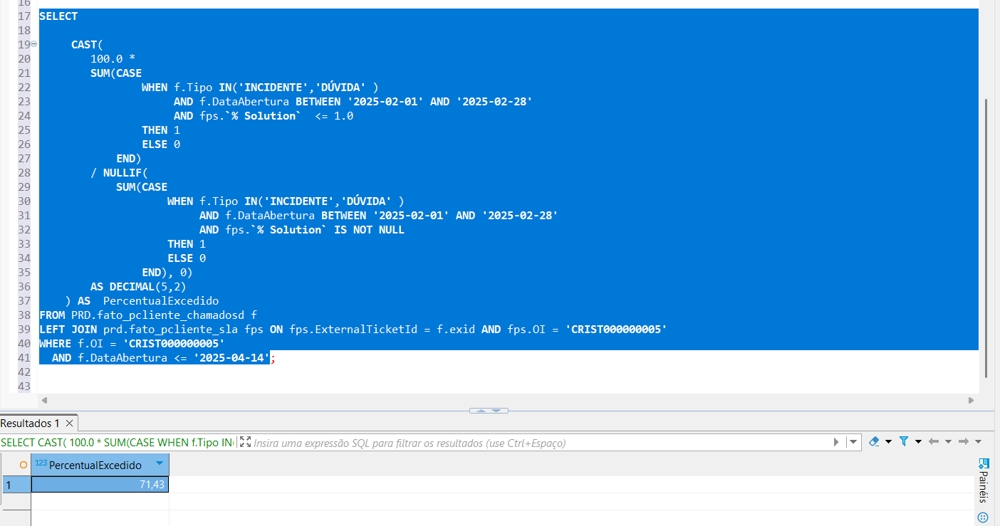 16
17 SELECT
18
19 CAST(
20 100.0 *
21 SUM(CASE
22 WHEN f.Tipo IN('INCIDENTE','DÚVIDA' )
23 AND f.DataAbertura BETWEEN '2025-02-01' AND '2025-02-28'
24 AND fps.`% Solution`  <= 1.0
25 THEN 1
26 ELSE 0
27 END)
28 / NULLIF(
29 SUM(CASE
30 WHEN f.Tipo IN('INCIDENTE','DÚVIDA' )
31 AND f.DataAbertura BETWEEN '2025-02-01' AND '2025-02-28'
32 AND fps.`% Solution` IS NOT NULL
33 THEN 1
34 ELSE 0
35 END), 0)
36 AS DECIMAL(5,2)
37 ) AS  PercentualExcedido
38 FROM PRD.fato_pcliente_chamadosd f
39 LEFT JOIN prd.fato_pcliente_sla fps ON fps.ExternalTicketId = f.exid AND fps.OI = 'CRIST000000005'
40 WHERE f.OI = 'CRIST000000005'
41 AND f.DataAbertura <= '2025-04-14';
42
43
Resultados 1
SELECT CAST( 100.0 * SUM(CASE WHEN f.Tipo IN( Insira uma expressão SQL para filtrar os resultados (use Ctrl+Espaço)
123 PercentualExcedido
1 71,43
Painéis